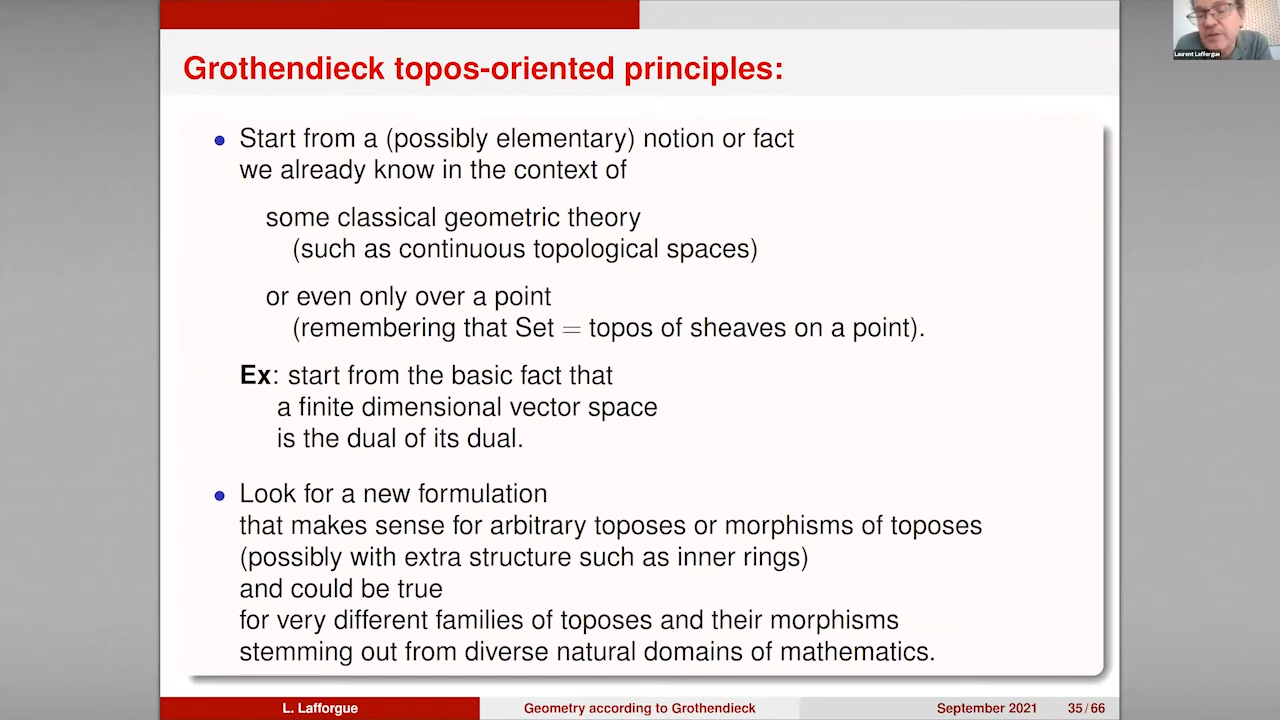 Laurent Lafforgue
Grothendieck topos-oriented principles:
• Start from a (possibly elementary) notion or fact
we already know in the context of
some classical geometric theory
(such as continuous topological spaces)
or even only over a point
(remembering that Set = topos of sheaves on a point).
Ex: start from the basic fact that
a finite dimensional vector space
is the dual of its dual.
• Look for a new formulation
that makes sense for arbitrary toposes or morphisms of toposes
(possibly with extra structure such as inner rings)
and could be true
for very different families of toposes and their morphisms
stemming out from diverse natural domains of mathematics.
L. Lafforgue Geometry according to Grothendieck September 2021 35/66